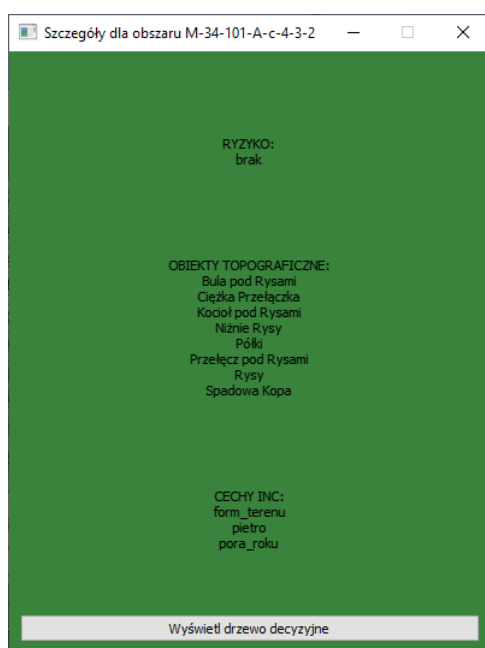 Szczegóły dla obszaru M-34-101-A-c-4-3-2
RYZYKO:
brak
OBIEKTY TOPOGRAFICZNE:
Bula pod Rysami
Ciężka Przełączka
Kocioł pod Rysami
Niżnie Rysy
Półki
Przełęcz pod Rysami
Rysy
Spadowa Kopa
CECHY INC:
form_terenu
pietro
pora_roku
Wyświetl drzewo decyzyjne